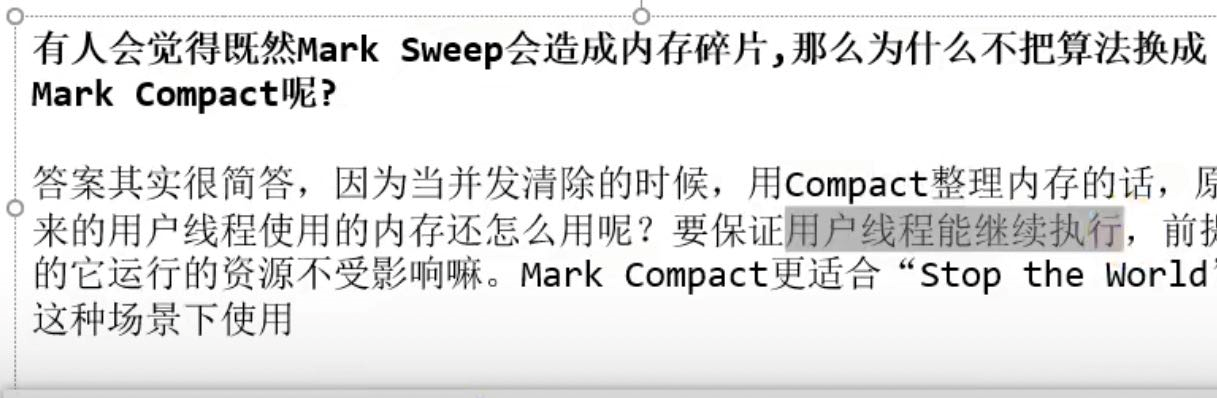 有人会觉得既然Mark Sweep会造成内存碎片,那么为什么不把算法换成
Mark Compact呢?
答案其实很简答，因为当并发清除的时候，用Compact整理内存的话，原
来的用户线程使用的内存还怎么用呢？要保证用户线程能继续执行，前提
的它运行的资源不受影响嘛。Mark Compact更适合“Stop the World”
这种场景下使用